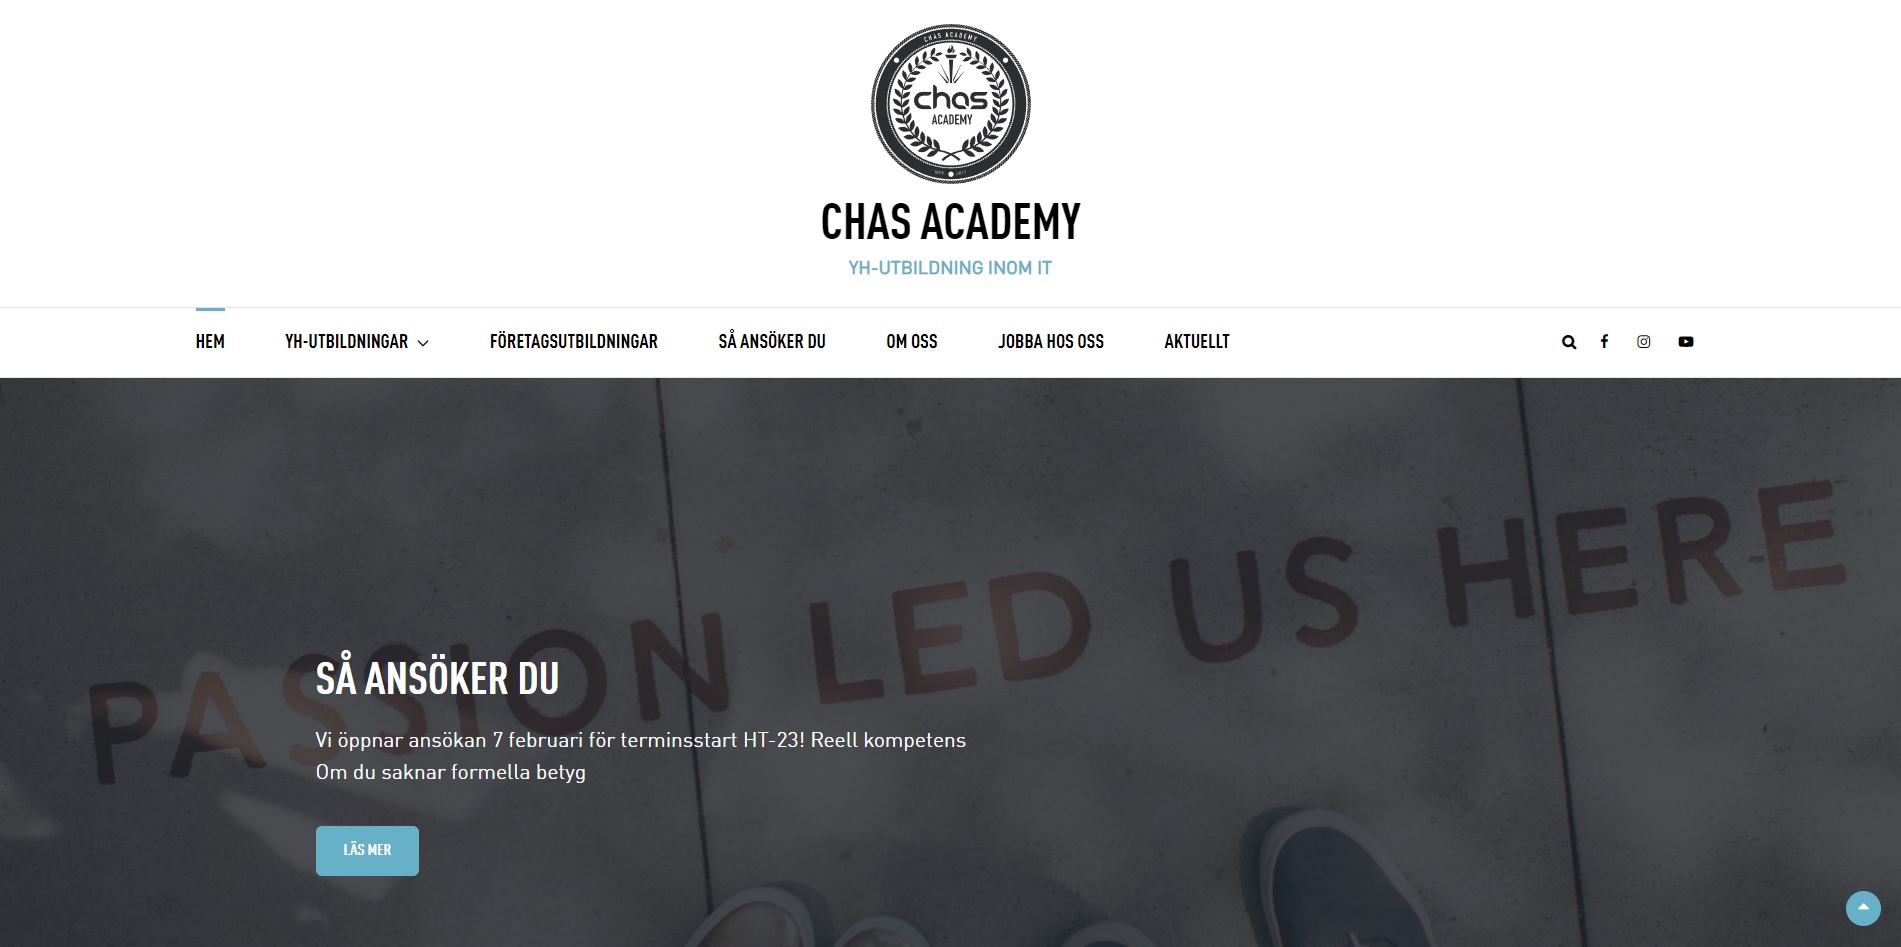 CHAS ACADEMY
chas
ACADEMY
CHAS ACADEMY
YH-UTBILDNING INOM IT
HEM YH-UTBILDNINGAR FÖRETAGSUTBILDNINGAR SÅ ANSÖKER DU OM OSS JOBBA HOS OSS AKTUELLT
PASSION LED US HERE
SÅ ANSÖKER DU
Vi öppnar ansökan 7 februari för terminsstart HT-23! Reell kompetens
Om du saknar formella betyg
LÄS MER